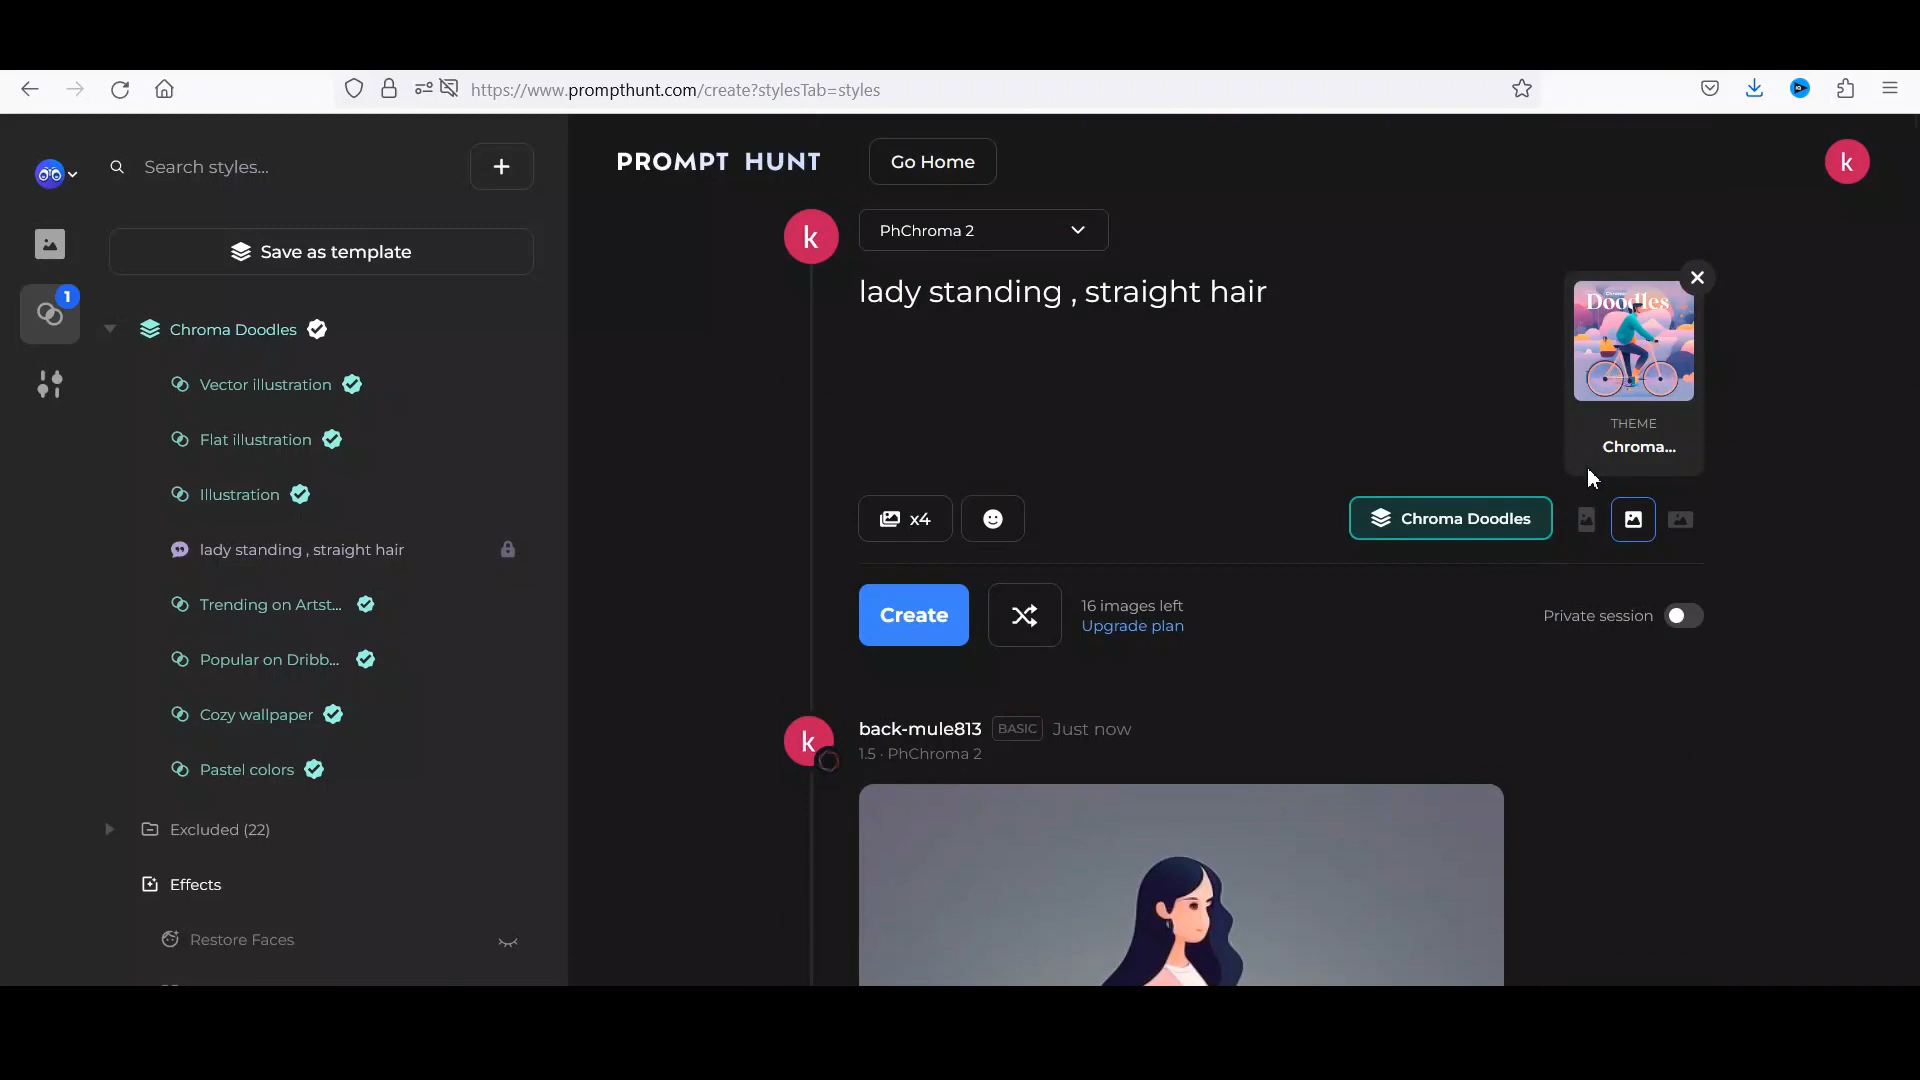 https://www.prompthunt.com/create?stylesTab=styles
Search styles...
+
PROMPT HUNT
Go Home
k
Save as template
1
k
PhChroma 2
lady standing , straight hair
Doodles
THEME
Chroma...
Chroma Doodles
Vector illustration
Flat illustration
Illustration
lady standing , straight hair
Trending on Artst...
Popular on Dribb...
Cozy wallpaper
Pastel colors
Excluded (22)
Effects
Restore Faces
x4
Chroma Doodles
Create
16 images left
Upgrade plan
Private session
k
back-mule813 BASIC Just now
1.5 · PhChroma 2